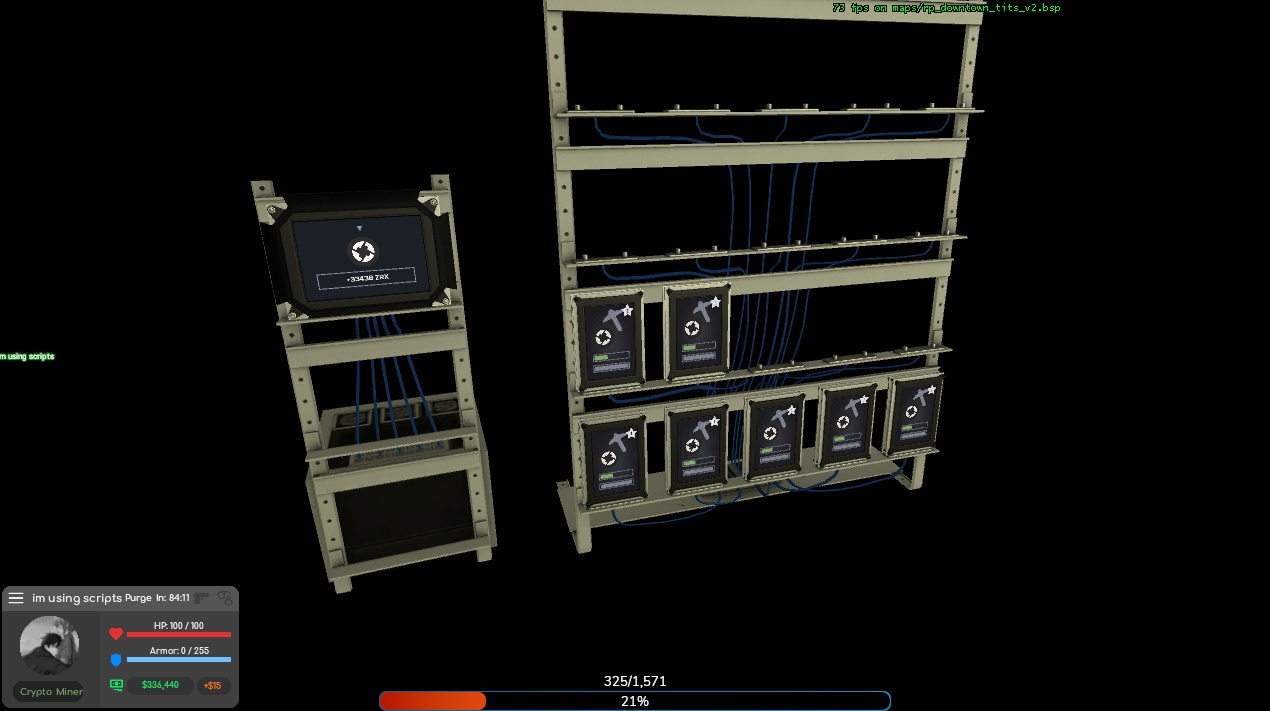 73 fps on maps/rp_downtown_tits_v2.bsp
+33438 ZRX
m using scripts
im using scripts Purge In: 84:11
HP: 100 / 100
Armor: 0 / 255
Crypto Miner
$336,440
+$15
325/1,571
21%